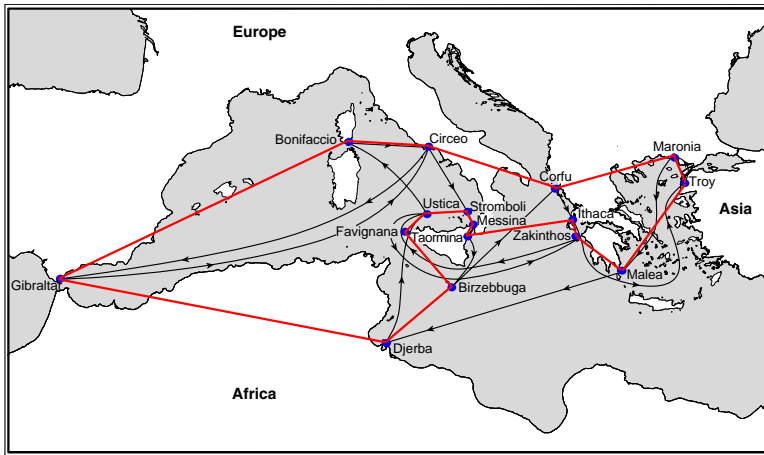 Europe
Bonifaccio
Circeo
Maronia
Corfu
Troy
Ustica
Stromboli
Messina
Ithaca
Asia
Favignana
Taormina
Zakinthos
Gibraltar
Malea
Birzebbuga
Djerba
Africa